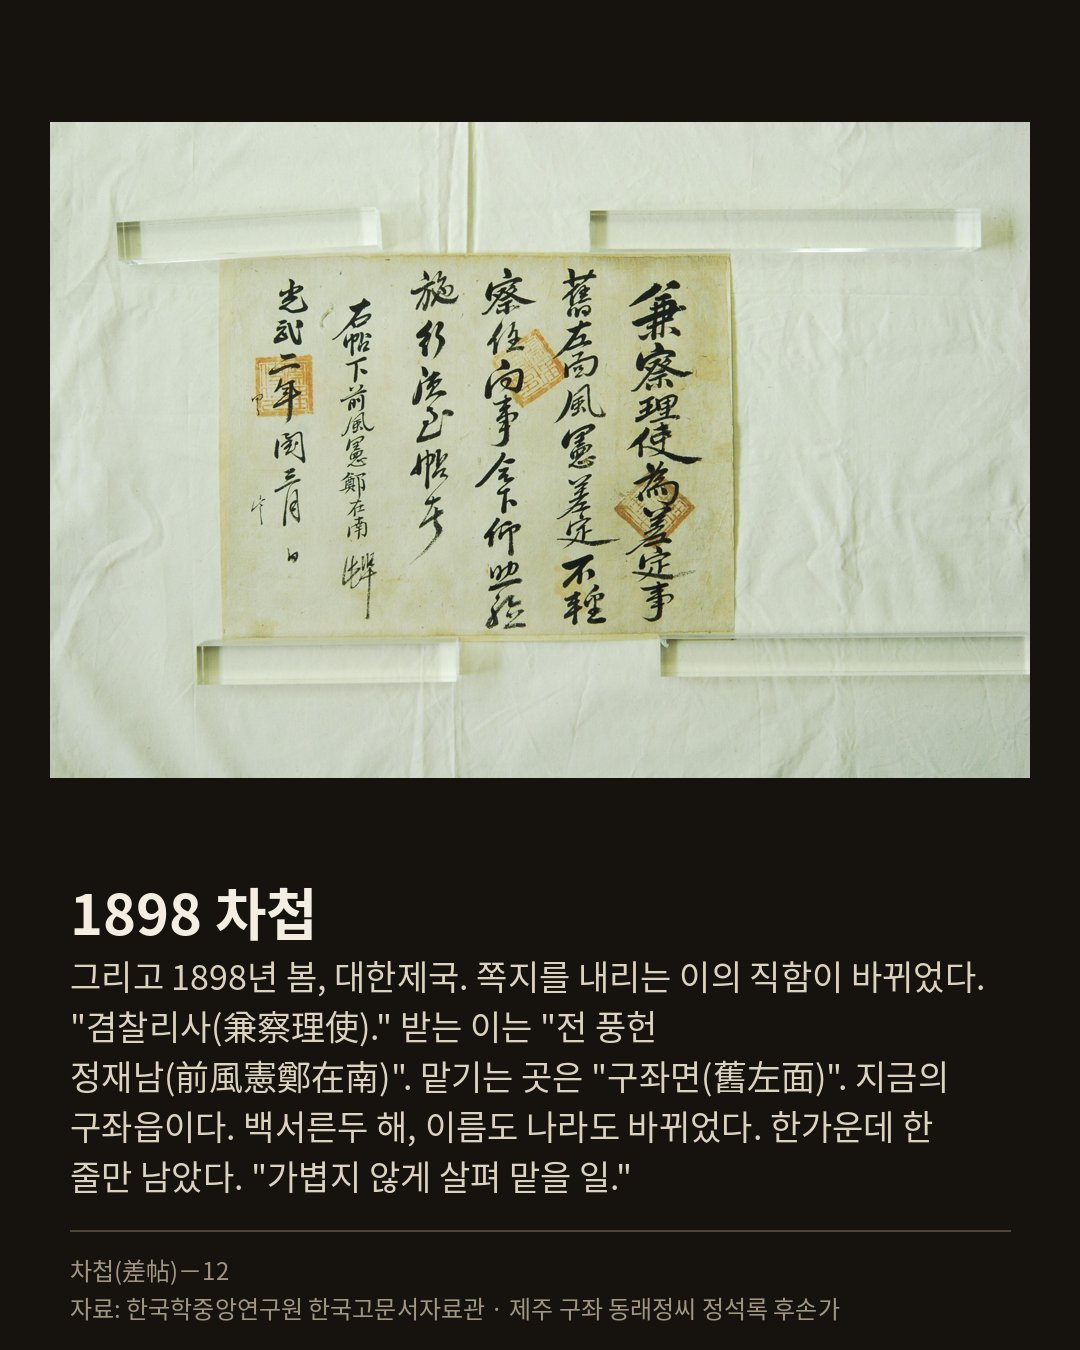 兼察理使為差定事
舊左面風憲差定不輕
察任向事合下仰照驗
施行須至帖者
右帖下前風憲鄭在南
光武二年閏三月 日
1898 차첩
그리고 1898년 봄, 대한제국. 쪽지를 내리는 이의 직함이 바뀌었다.
"겸찰리사(兼察理使)." 받는 이는 "전 풍헌
정재남(前風憲鄭在南)". 맡기는 곳은 "구좌면(舊左面)". 지금의
구좌읍이다. 백서른두 해, 이름도 나라도 바뀌었다. 한가운데 한
줄만 남았다. "가볍지 않게 살펴 맡을 일."
차첩(差帖)－12
자료: 한국학중앙연구원 한국고문서자료관 · 제주 구좌 동래정씨 정석록 후손가